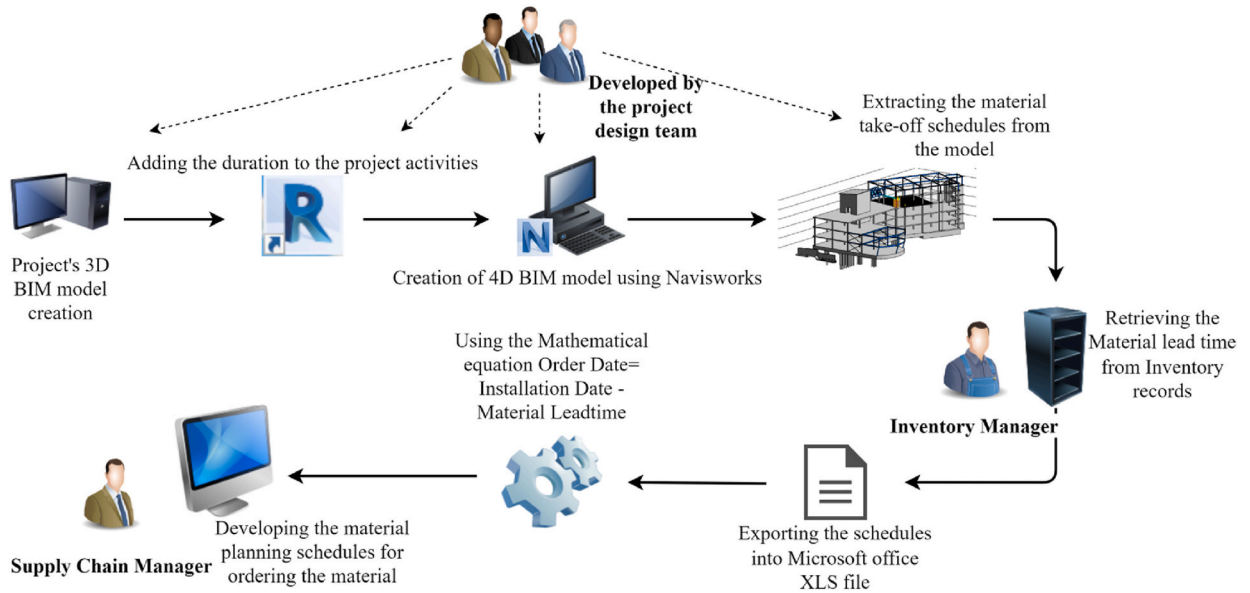 Developed by
the project
design team
Adding the duration to the project activities
Extracting the material
take-off schedules from
the model
R
N
Project's 3D
BIM model
creation
Creation of 4D BIM model using Navisworks
Retrieving the
Material lead time
from Inventory
records
Inventory Manager
Using the Mathematical
equation Order Date=
Installation Date -
Material Leadtime
Exporting the schedules
into Microsoft office
XLS file
Developing the material
planning schedules for
ordering the material
Supply Chain Manager